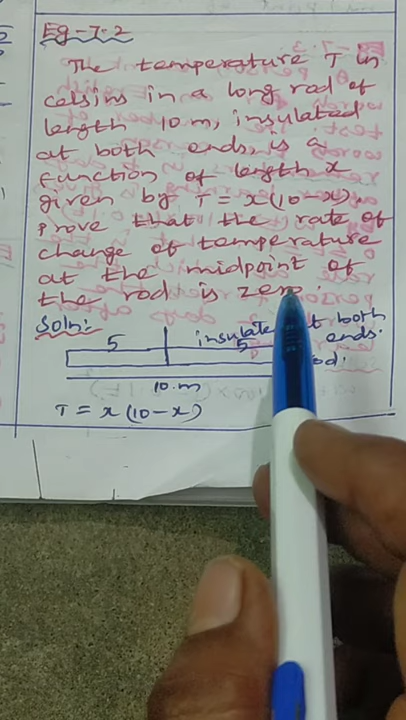 Eg-7.2
The temperature T in
celsius in a long rod of
length 10 m, insulated
at both ends, is a
function of length x
given by T = x(10-x).
prove that the rate of
change of temperature
at the midpoint of
the rod is zero.
Soln:
insulate t both
ends.
5 5
od.
10 m
T = x (10-x)